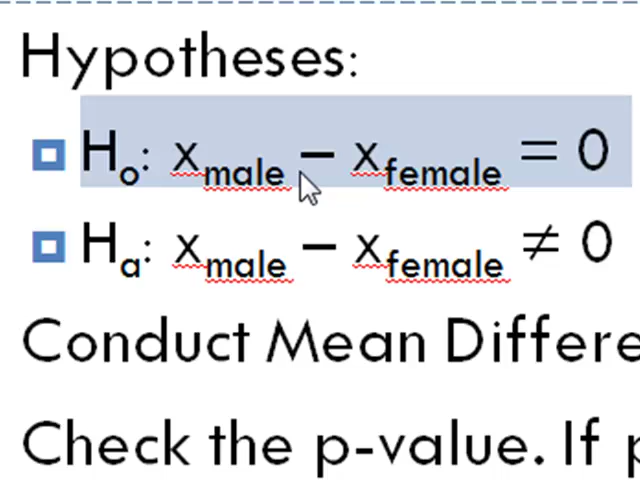 Hypotheses:
Ho: xmale – xfemale = 0
Ha: xmale – xfemale ≠ 0
Conduct Mean Differe
Check the p-value. If p